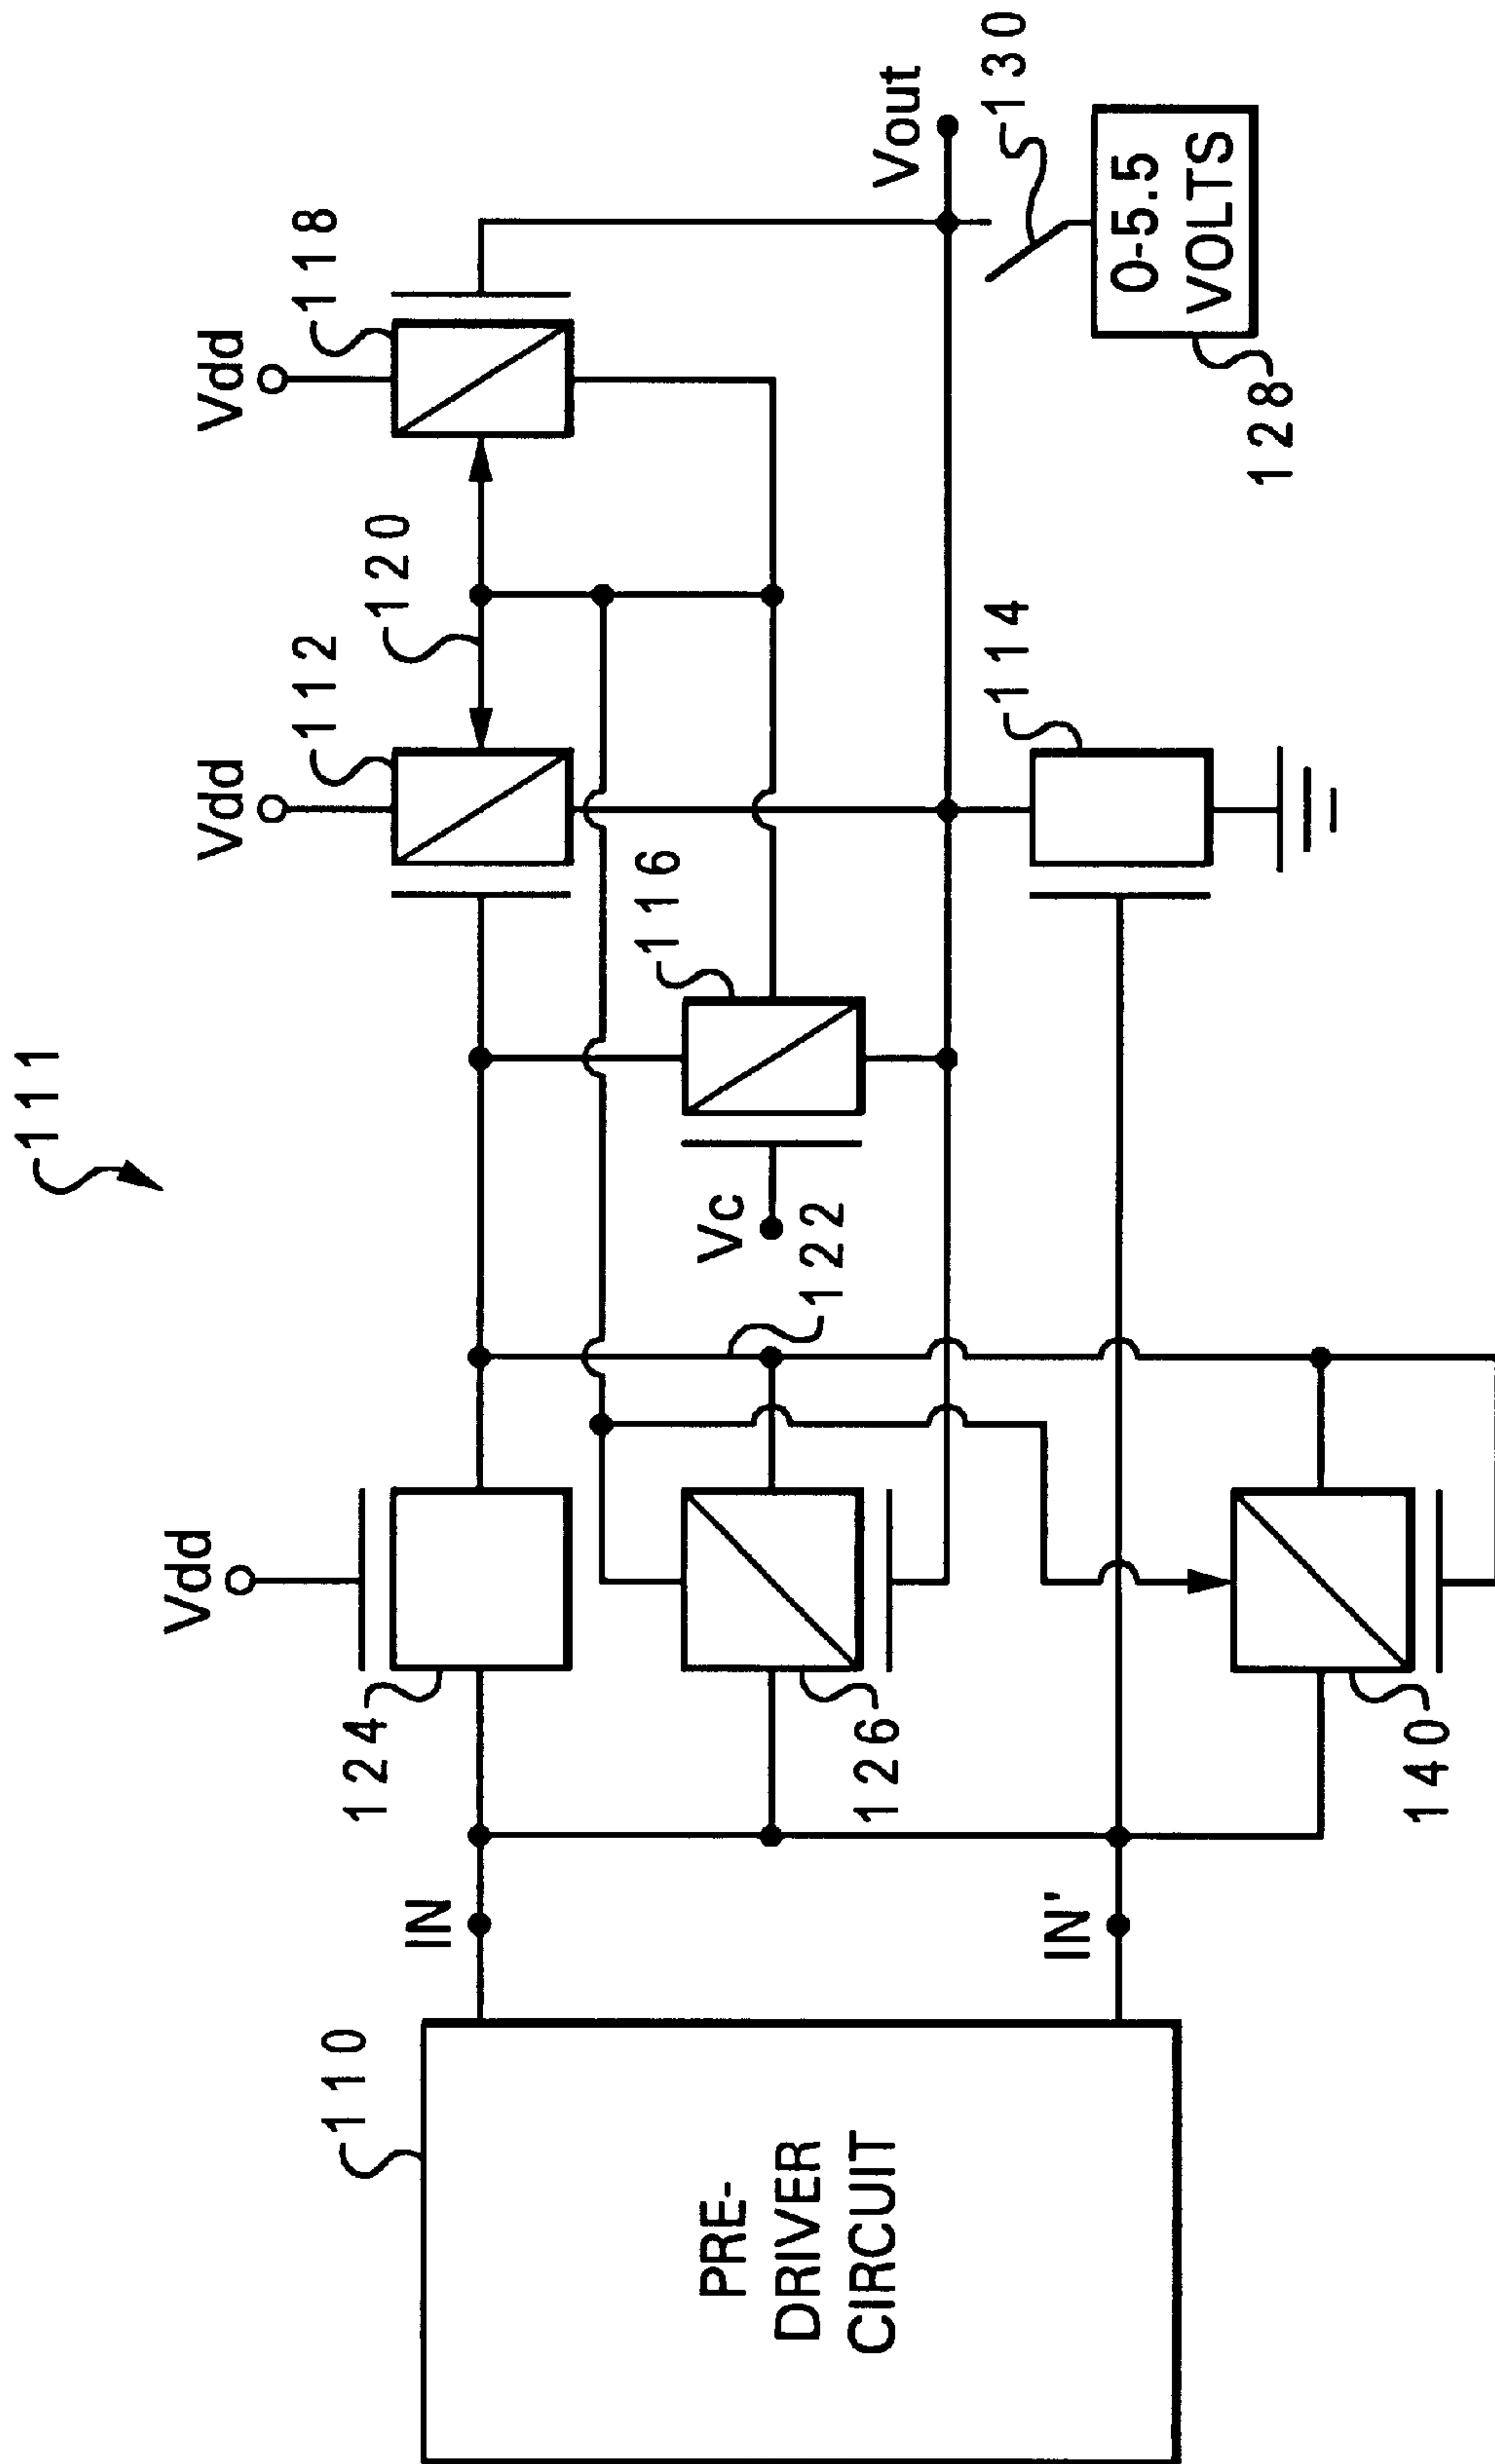 111
Vdd
Vdd
Vdd
112
118
120
124
116
110
IN
Vc
122
Vout
126
PRE-
DRIVER
CIRCUIT
IN'
114
130
0-5.5
VOLTS
128
140